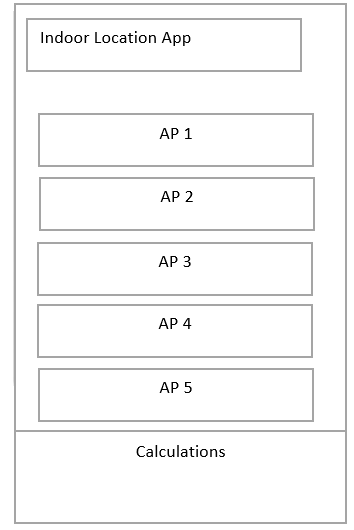 Indoor Location App
AP 1
AP 2
AP 3
AP 4
AP 5
Calculations